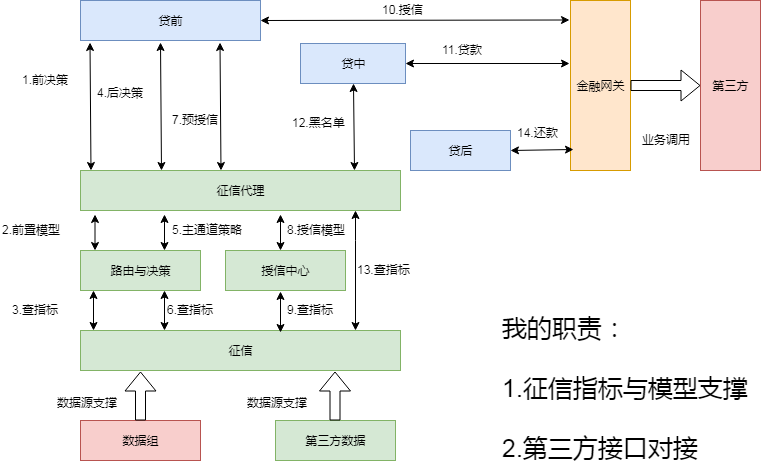 贷前
10.授信
1.前决策
4.后决策
7.预授信
贷中
11.贷款
金融网关
第三方
12.黑名单
贷后
14.还款
业务调用
征信代理
2.前置模型
5.主通道策略
8.授信模型
13.查指标
路由与决策
授信中心
3.查指标
6.查指标
9.查指标
征信
数据源支撑
数据源支撑
数据组
第三方数据
我的职责：
1.征信指标与模型支撑
2.第三方接口对接